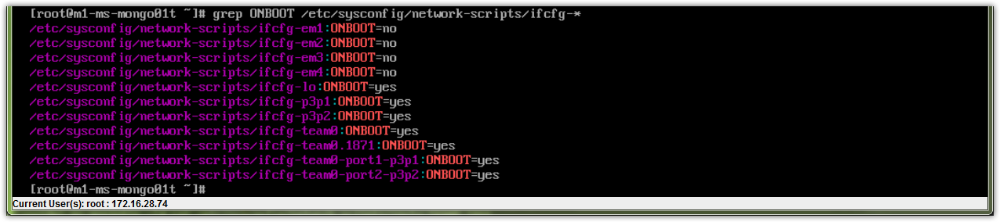 [root@m1-ms-mongo01t ~]# grep ONBOOT /etc/sysconfig/network-scripts/ifcfg-*
/etc/sysconfig/network-scripts/ifcfg-em1:ONBOOT=no
/etc/sysconfig/network-scripts/ifcfg-em2:ONBOOT=no
/etc/sysconfig/network-scripts/ifcfg-em3:ONBOOT=no
/etc/sysconfig/network-scripts/ifcfg-em4:ONBOOT=no
/etc/sysconfig/network-scripts/ifcfg-lo:ONBOOT=yes
/etc/sysconfig/network-scripts/ifcfg-p3p1:ONBOOT=yes
/etc/sysconfig/network-scripts/ifcfg-p3p2:ONBOOT=yes
/etc/sysconfig/network-scripts/ifcfg-team0:ONBOOT=yes
/etc/sysconfig/network-scripts/ifcfg-team0.1871:ONBOOT=yes
/etc/sysconfig/network-scripts/ifcfg-team0-port1-p3p1:ONBOOT=yes
/etc/sysconfig/network-scripts/ifcfg-team0-port2-p3p2:ONBOOT=yes
[root@m1-ms-mongo01t ~]#
Current User(s): root : 172.16.28.74